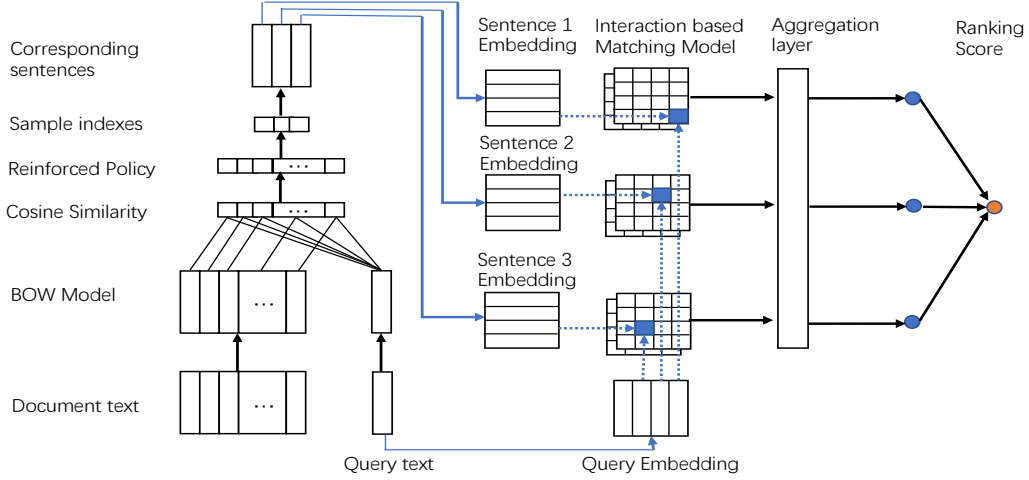 Corresponding
sentences
Sample indexes
Reinforced Policy
Cosine Similarity
BOW Model
Document text
...
...
...
...
Query text
Sentence 1
Embedding
Sentence 2
Embedding
Sentence 3
Embedding
Interaction based
Matching Model
Query Embedding
Aggregation
layer
Ranking
Score